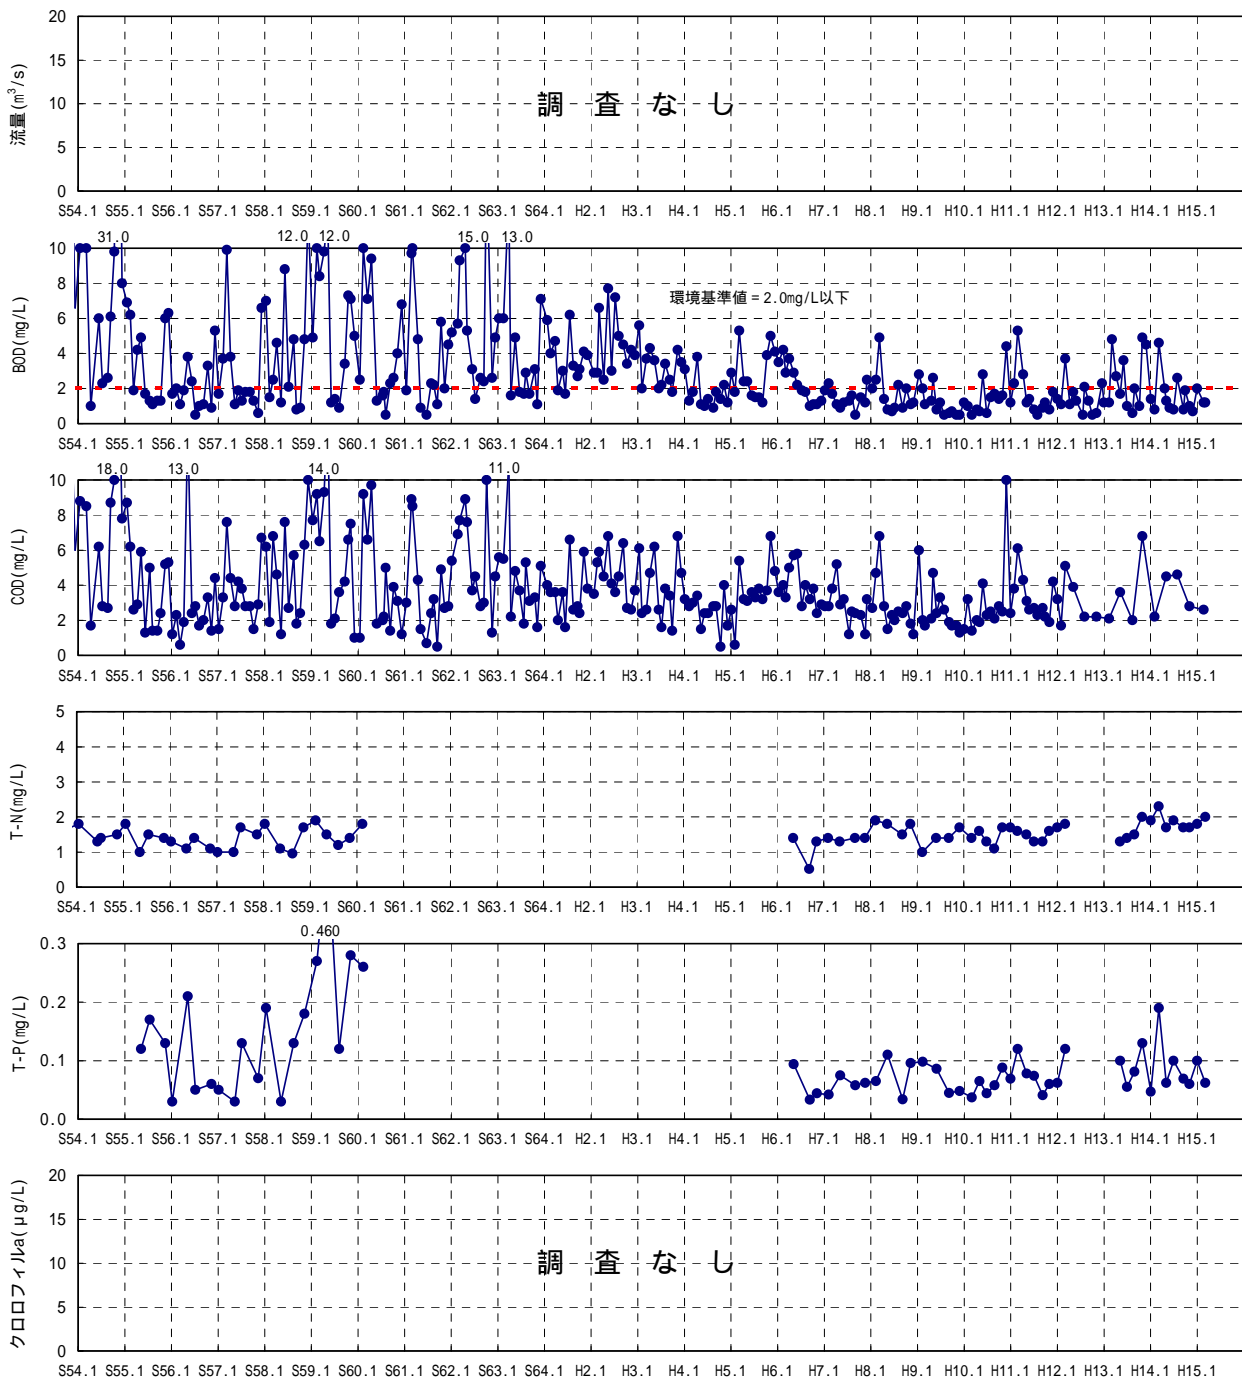 20
15
10
5
0
流量(m³/s)
調 査 な し
S54.1 S55.1 S56.1 S57.1 S58.1 S59.1 S60.1 S61.1 S62.1 S63.1 S64.1 H2.1 H3.1 H4.1 H5.1 H6.1 H7.1 H8.1 H9.1 H10.1 H11.1 H12.1 H13.1 H14.1 H15.1
31.0 12.0 12.0 15.0 13.0
10
8
6
4
2
0
BOD(mg/L)
環境基準値=2.0mg/L以下
S54.1 S55.1 S56.1 S57.1 S58.1 S59.1 S60.1 S61.1 S62.1 S63.1 S64.1 H2.1 H3.1 H4.1 H5.1 H6.1 H7.1 H8.1 H9.1 H10.1 H11.1 H12.1 H13.1 H14.1 H15.1
18.0 13.0 14.0 11.0
10
8
6
4
2
0
COD(mg/L)
S54.1 S55.1 S56.1 S57.1 S58.1 S59.1 S60.1 S61.1 S62.1 S63.1 S64.1 H2.1 H3.1 H4.1 H5.1 H6.1 H7.1 H8.1 H9.1 H10.1 H11.1 H12.1 H13.1 H14.1 H15.1
5
4
3
2
1
0
T-N(mg/L)
S54.1 S55.1 S56.1 S57.1 S58.1 S59.1 S60.1 S61.1 S62.1 S63.1 S64.1 H2.1 H3.1 H4.1 H5.1 H6.1 H7.1 H8.1 H9.1 H10.1 H11.1 H12.1 H13.1 H14.1 H15.1
0.460
0.3
0.2
0.1
0.0
T-P(mg/L)
S54.1 S55.1 S56.1 S57.1 S58.1 S59.1 S60.1 S61.1 S62.1 S63.1 S64.1 H2.1 H3.1 H4.1 H5.1 H6.1 H7.1 H8.1 H9.1 H10.1 H11.1 H12.1 H13.1 H14.1 H15.1
20
15
10
5
0
クロロフィルa(μg/L)
調 査 な し
S54.1 S55.1 S56.1 S57.1 S58.1 S59.1 S60.1 S61.1 S62.1 S63.1 S64.1 H2.1 H3.1 H4.1 H5.1 H6.1 H7.1 H8.1 H9.1 H10.1 H11.1 H12.1 H13.1 H14.1 H15.1